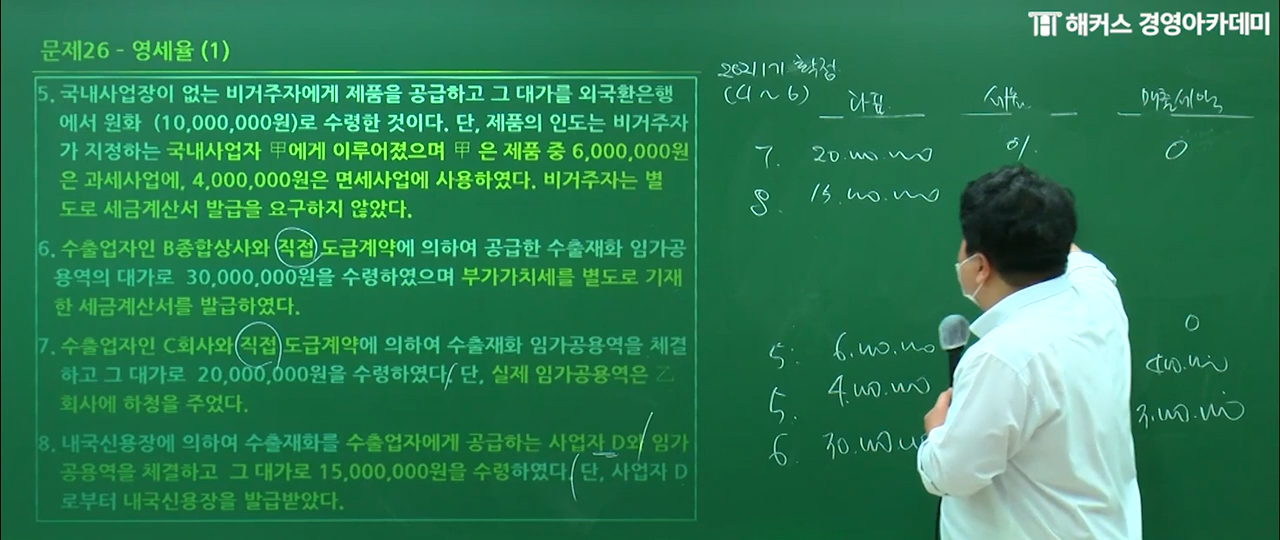 해커스 경영아카데미
문제26 - 영세율 (1)
5. 국내사업장이 없는 비거주자에게 제품을 공급하고 그 대가를 외국환은행
에서 원화 (10,000,000원)로 수령한 것이다. 단, 제품의 인도는 비거주자
가 지정하는 국내사업자 甲에게 이루어졌으며 甲 은 제품 중 6,000,000원
은 과세사업에, 4,000,000원은 면세사업에 사용하였다. 비거주자는 별
도로 세금계산서 발급을 요구하지 않았다.
6. 수출업자인 B종합상사와 직접 도급계약에 의하여 공급한 수출재화 임가공
용역의 대가로 30,000,000원을 수령하였으며 부가가치세를 별도로 기재
한 세금계산서를 발급하였다.
7. 수출업자인 C회사와 직접 도급계약에 의하여 수출재화 임가공용역을 체결
하고 그 대가로 20,000,000원을 수령하였다. 단, 실제 임가공용역은 乙
회사에 하청을 주었다.
8. 내국신용장에 의하여 수출재화를 수출업자에게 공급하는 사업자 D와 임가
공용역을 체결하고 그 대가로 15,000,000원을 수령하였다. 단, 사업자 D
로부터 내국신용장을 발급받았다.
2021 1기 확정
(4~6)
과표 세율 매출세액
7. 20.000.000 0% 0
8. 15.000.000
5. 6.000.000 0
5. 4.000.000 400.000
6. 3.000.000